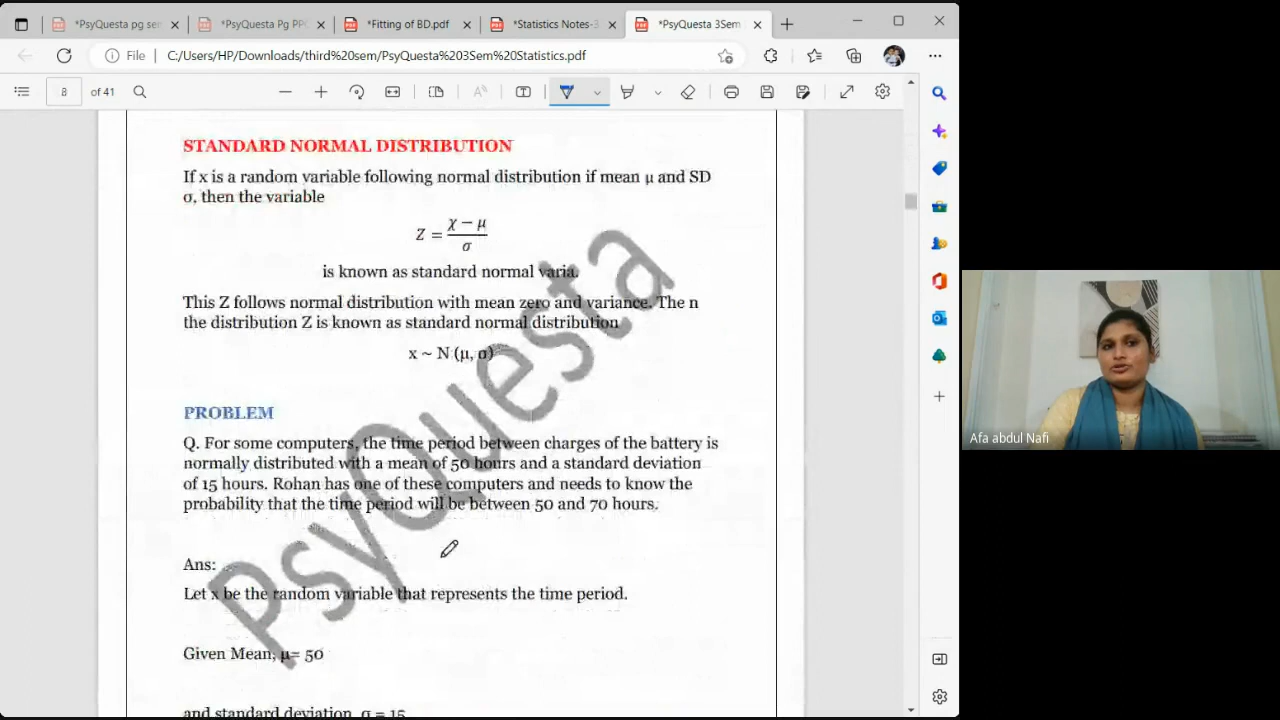 *PsyQuesta pg sen
*PsyQuesta Pg PPC
*Fitting of BD.pdf
*Statistics Notes-3
*PsyQuesta 3Sem
File
C:/Users/HP/Downloads/third%20sem/PsyQuesta%203Sem%20Statistics.pdf
8 of 41
STANDARD NORMAL DISTRIBUTION
If x is a random variable following normal distribution if mean μ and SD
σ, then the variable
Z = χ − μ / σ
is known as standard normal varia.
This Z follows normal distribution with mean zero and variance. The n
the distribution Z is known as standard normal distribution
x ~ N (μ, σ)
PROBLEM
Q. For some computers, the time period between charges of the battery is
normally distributed with a mean of 50 hours and a standard deviation
of 15 hours. Rohan has one of these computers and needs to know the
probability that the time period will be between 50 and 70 hours.
Ans:
Let x be the random variable that represents the time period.
Given Mean, μ= 50
and standard deviation, σ = 15
PsyQuesta
Afa abdul Nafi